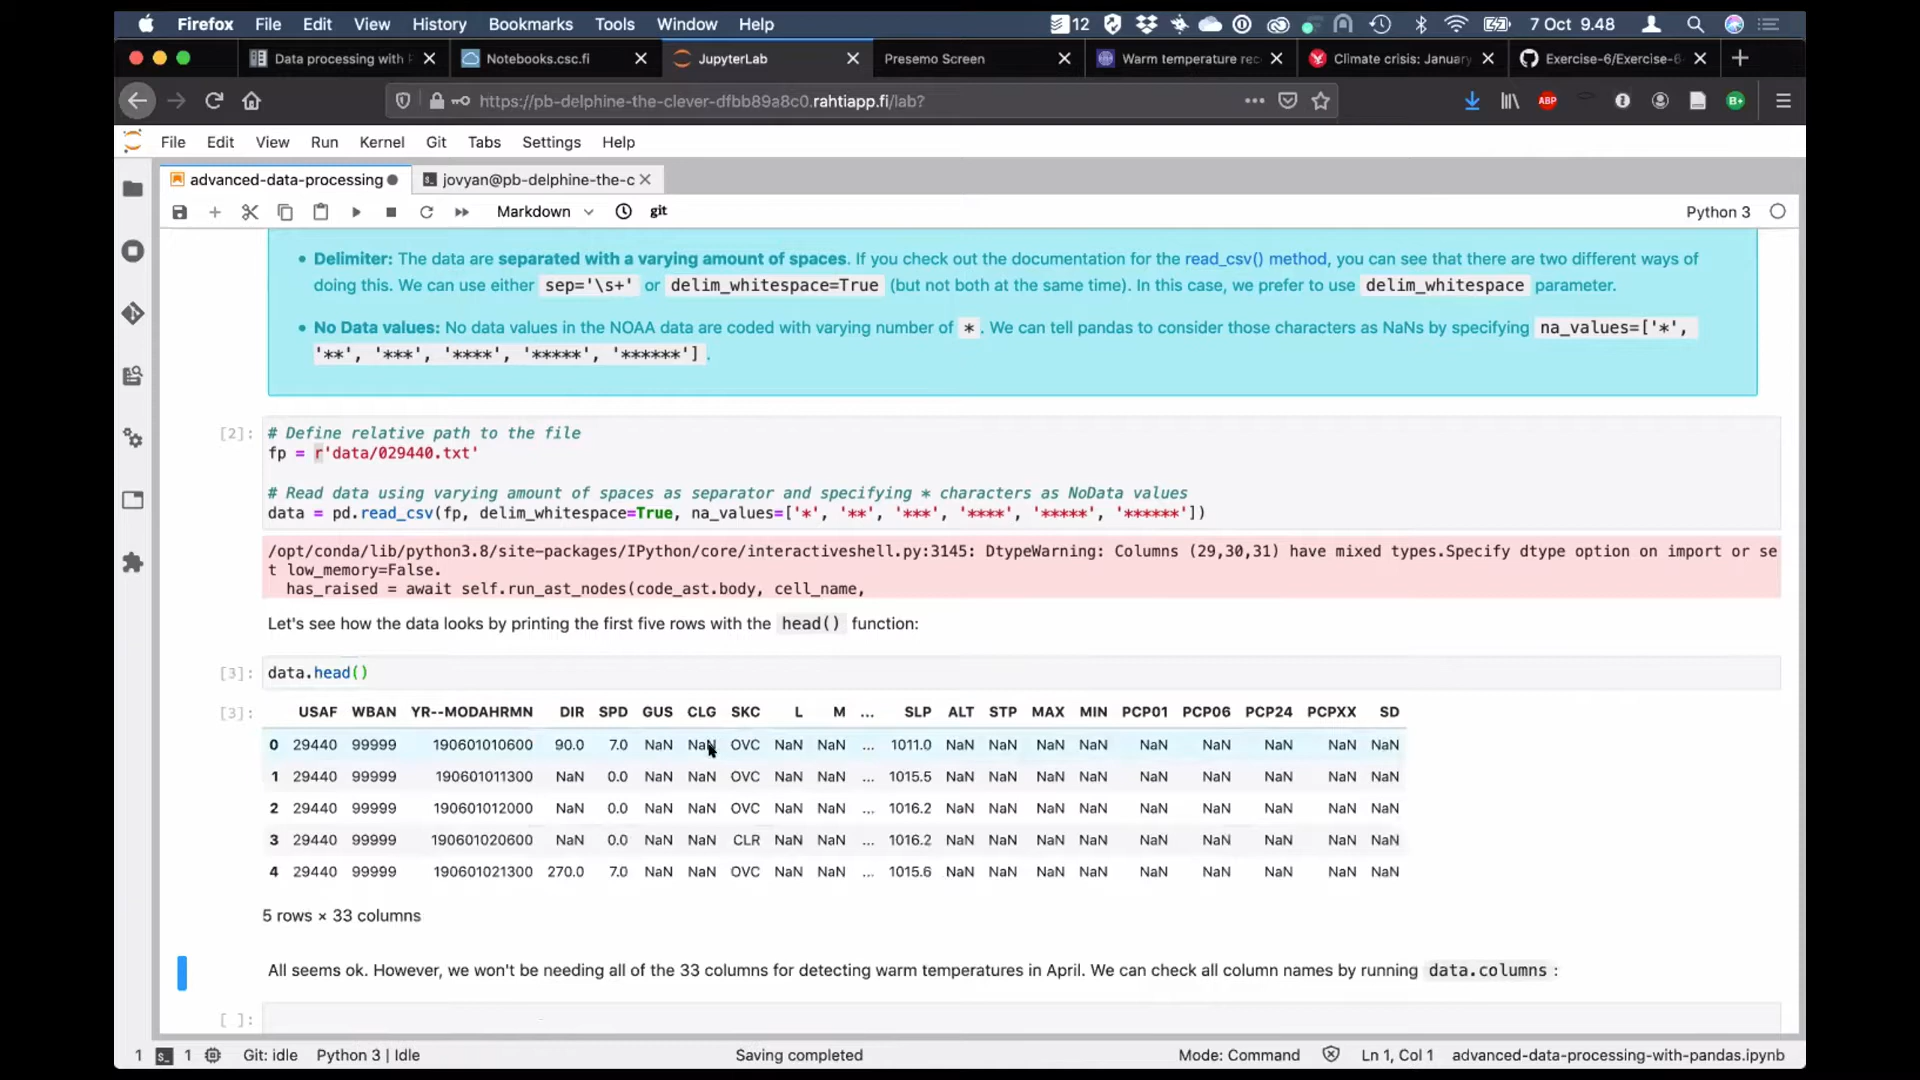 Firefox File Edit View History Bookmarks Tools Window Help 12 7 Oct 9.48
Data processing with Notebooks.csc.fi JupyterLab Presemo Screen Warm temperature rec Climate crisis: January Exercise-6/Exercise-6
https://pb-delphine-the-clever-dfbb89a8c0.rahtiapp.fi/lab? ABP B+
File Edit View Run Kernel Git Tabs Settings Help
advanced-data-processing jovyan@pb-delphine-the-c
Markdown git Python 3
• Delimiter: The data are separated with a varying amount of spaces. If you check out the documentation for the read_csv() method, you can see that there are two different ways of
doing this. We can use either sep='\s+' or delim_whitespace=True (but not both at the same time). In this case, we prefer to use delim_whitespace parameter.
• No Data values: No data values in the NOAA data are coded with varying number of *. We can tell pandas to consider those characters as NaNs by specifying na_values=['*',
'**', '***', '****', '*****', '******'].
[2]: # Define relative path to the file
fp = r'data/029440.txt'
# Read data using varying amount of spaces as separator and specifying * characters as NoData values
data = pd.read_csv(fp, delim_whitespace=True, na_values=['*', '**', '***', '****', '*****', '******'])
/opt/conda/lib/python3.8/site-packages/IPython/core/interactiveshell.py:3145: DtypeWarning: Columns (29,30,31) have mixed types.Specify dtype option on import or se
t low_memory=False.
has_raised = await self.run_ast_nodes(code_ast.body, cell_name,
Let's see how the data looks by printing the first five rows with the head() function:
[3]: data.head()
[3]: USAF WBAN YR--MODAHRMN DIR SPD GUS CLG SKC L M ... SLP ALT STP MAX MIN PCP01 PCP06 PCP24 PCPXX SD
0 29440 99999 190601010600 90.0 7.0 NaN NaN OVC NaN NaN ... 1011.0 NaN NaN NaN NaN NaN NaN NaN NaN NaN
1 29440 99999 190601011300 NaN 0.0 NaN NaN OVC NaN NaN ... 1015.5 NaN NaN NaN NaN NaN NaN NaN NaN NaN
2 29440 99999 190601012000 NaN 0.0 NaN NaN OVC NaN NaN ... 1016.2 NaN NaN NaN NaN NaN NaN NaN NaN NaN
3 29440 99999 190601020600 NaN 0.0 NaN NaN CLR NaN NaN ... 1016.2 NaN NaN NaN NaN NaN NaN NaN NaN NaN
4 29440 99999 190601021300 270.0 7.0 NaN NaN OVC NaN NaN ... 1015.6 NaN NaN NaN NaN NaN NaN NaN NaN NaN
5 rows × 33 columns
All seems ok. However, we won't be needing all of the 33 columns for detecting warm temperatures in April. We can check all column names by running data.columns :
[ ]:
1 1 Git: idle Python 3 | Idle Saving completed Mode: Command Ln 1, Col 1 advanced-data-processing-with-pandas.ipynb